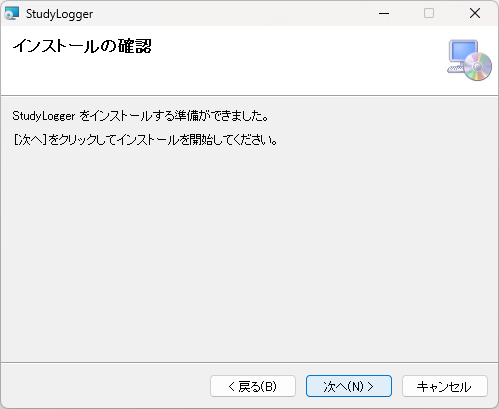 StudyLogger
インストールの確認
StudyLogger をインストールする準備ができました。
[次へ]をクリックしてインストールを開始してください。
< 戻る(B)
次へ(N) >
キャンセル